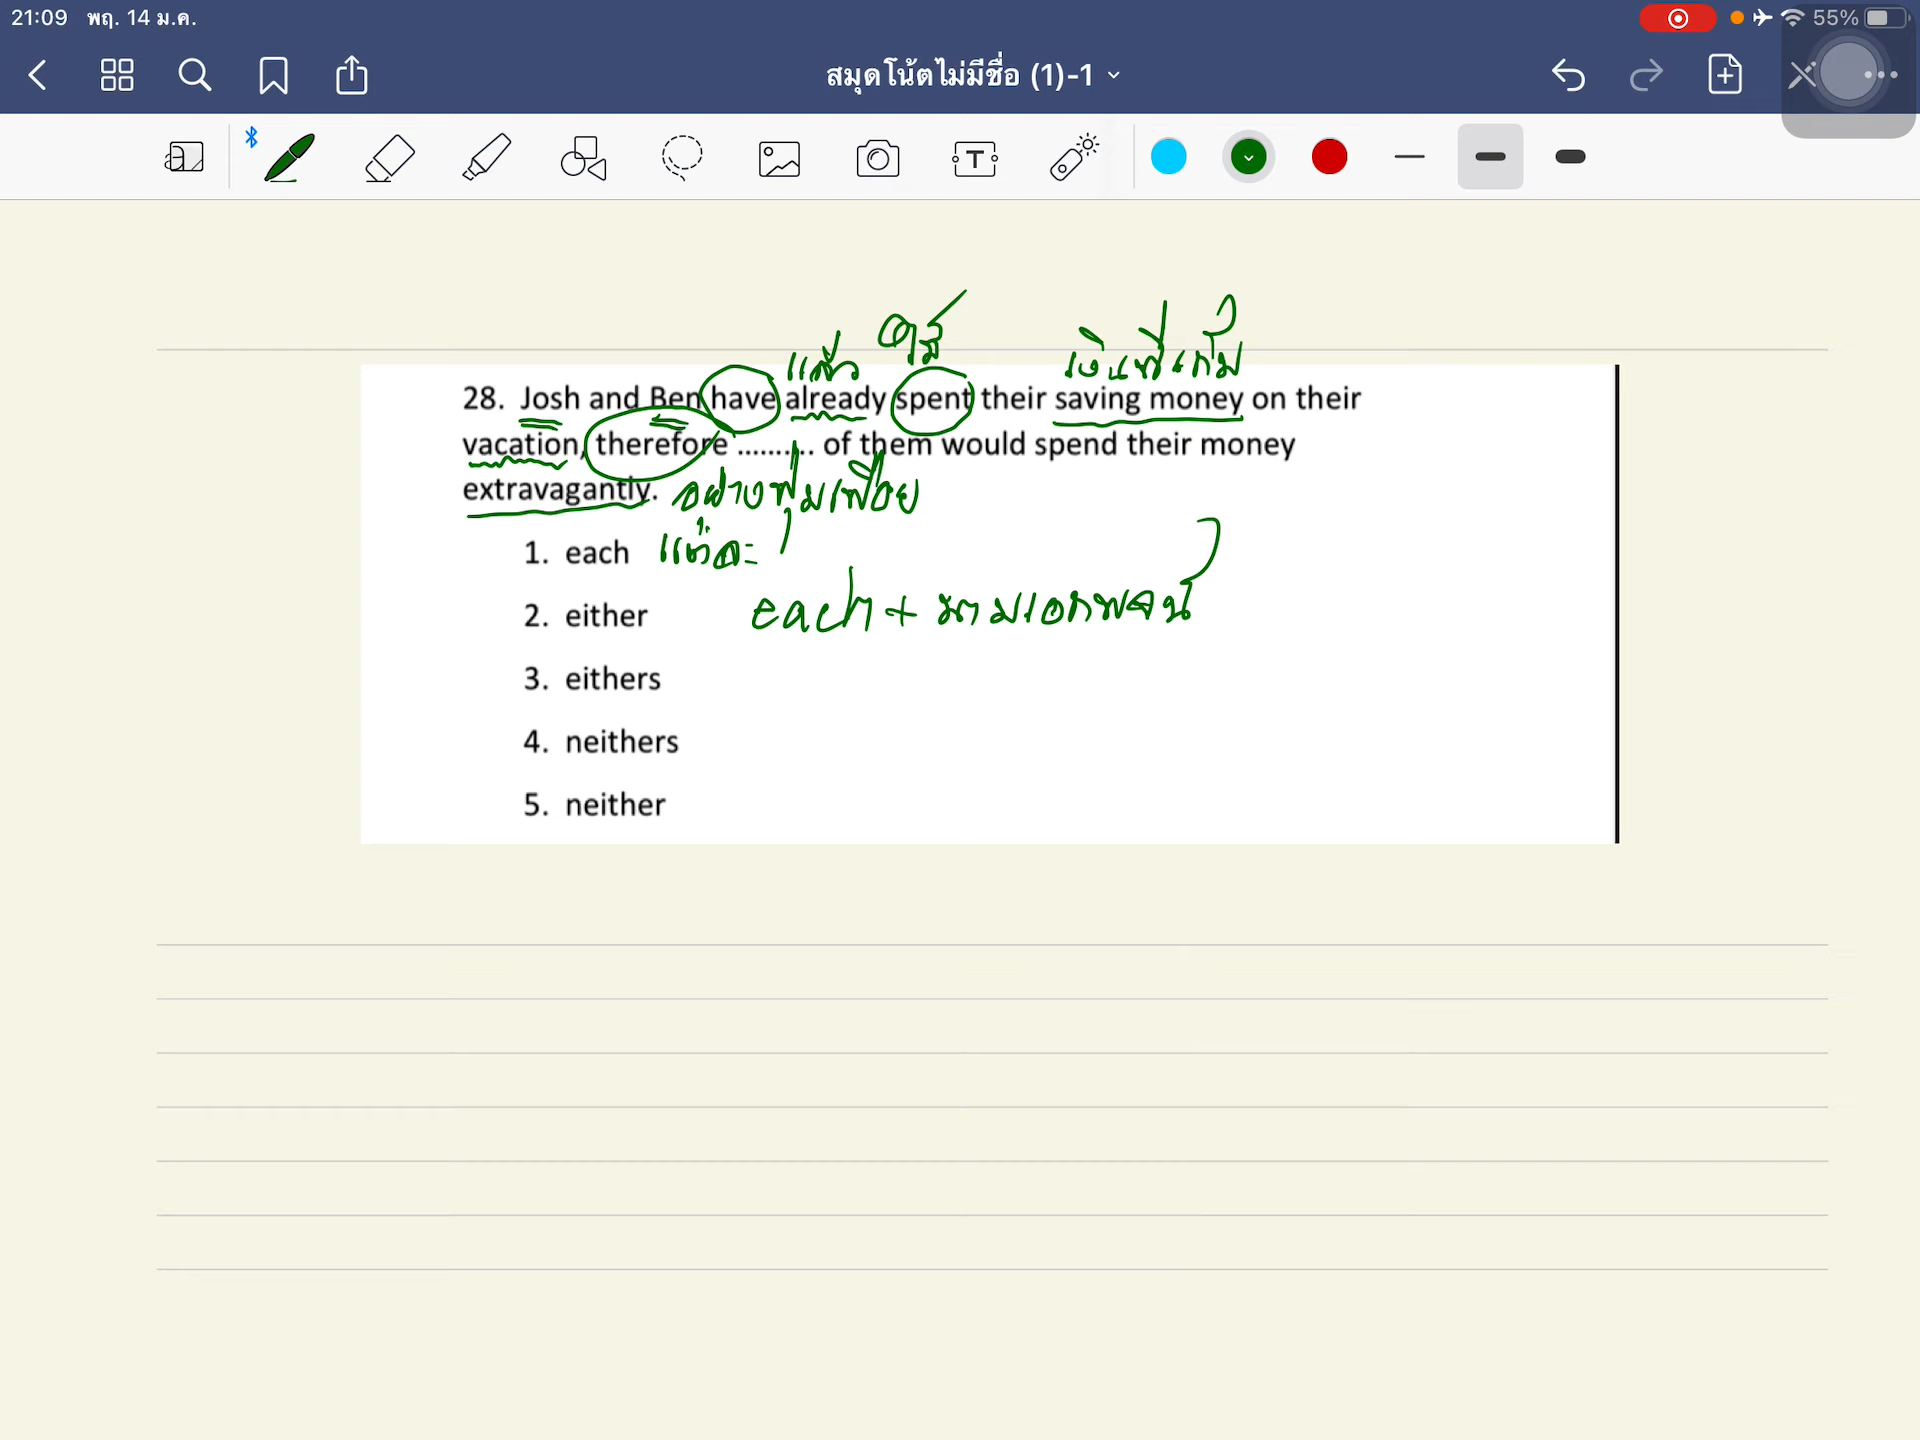 21:09 พฤ. 14 ม.ค.
55%
สมุดโน้ตไม่มีชื่อ (1)-1
แล้ว เงินที่เก็บ
28. Josh and Ben have already spent their saving money on their
vacation, therefore .......... of them would spend their money
extravagantly. อย่างฟุ่มเฟือย
1. each แต่ละ
2. either each + นามเอกพจน์
3. eithers
4. neithers
5. neither